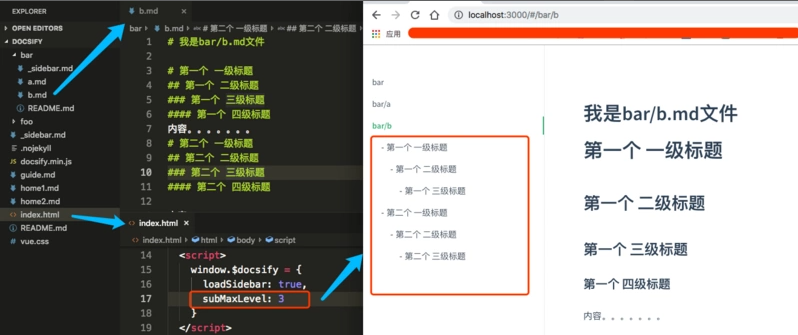 EXPLORER
OPEN EDITORS
DOCSIFY
bar
_sidebar.md
a.md
b.md
README.md
foo
_sidebar.md
.nojekyll
docsify.min.js
guide.md
home1.md
home2.md
index.html
README.md
vue.css
b.md
bar › b.md › # 第二个 一级标题 › ## 第二个 二级标题
1 # 我是bar/b.md文件
2
3 # 第一个 一级标题
4 ## 第一个 二级标题
5 ### 第一个 三级标题
6 #### 第一个 四级标题
7 内容。。。。。。。
8 # 第二个 一级标题
9 ## 第二个 二级标题
10 ### 第二个 三级标题
11 #### 第二个 四级标题
12
index.html ×
index.html › html › body › script
14 <script>
15 window.$docsify = {
16 loadSidebar: true,
17 subMaxLevel: 3
18 }
19 </script>
localhost:3000/#/bar/b
应用
bar
bar/a
bar/b
- 第一个 一级标题
- 第一个 二级标题
- 第一个 三级标题
- 第二个 一级标题
- 第二个 二级标题
- 第二个 三级标题
我是bar/b.md文件
第一个 一级标题
第一个 二级标题
第一个 三级标题
第一个 四级标题
内容。。。。。。。